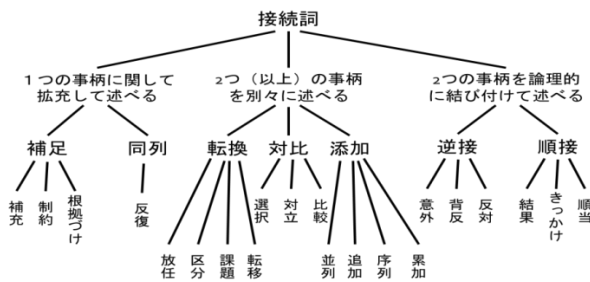 接続詞
１つの事柄に関して
拡充して述べる
2つ（以上）の事柄
を別々に述べる
2つの事柄を論理的
に結び付けて述べる
補足
同列
転換
対比
添加
逆接
順接
補充
制約
根拠づけ
反復
放任
区分
課題
転移
選択
対立
比較
並列
追加
序列
累加
意外
背反
反対
結果
きっかけ
順当